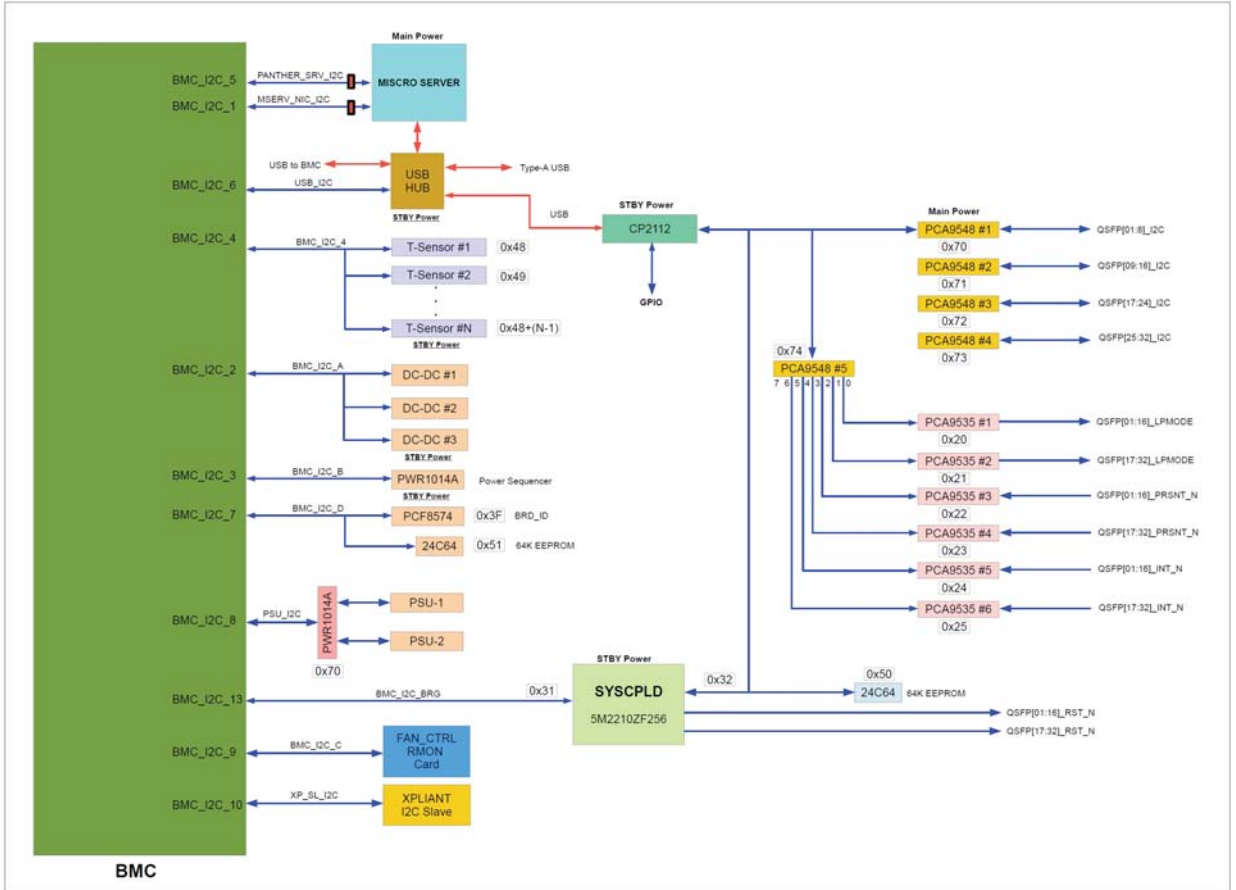 Main Power
BMC_I2C_5
PANTHER_SRV_I2C
MISCRO SERVER
BMC_I2C_1
MSERV_NIC_I2C
USB to BMC
USB
HUB
Type-A USB
BMC_I2C_6
USB_I2C
STBY Power
USB
STBY Power
CP2112
GPIO
Main Power
PCA9548 #1
QSFP[01:8]_I2C
0x70
PCA9548 #2
QSFP[09:16]_I2C
0x71
PCA9548 #3
QSFP[17:24]_I2C
0x72
PCA9548 #4
QSFP[25:32]_I2C
0x73
BMC_I2C_4
BMC_I2C_4
T-Sensor #1
0x48
T-Sensor #2
0x49
T-Sensor #N
0x48+(N-1)
STBY Power
0x74
PCA9548 #5
7 6 5 4 3 2 1 0
BMC_I2C_2
BMC_I2C_A
DC-DC #1
DC-DC #2
DC-DC #3
STBY Power
PCA9535 #1
QSFP[01:16]_LPMODE
0x20
PCA9535 #2
QSFP[17:32]_LPMODE
0x21
PCA9535 #3
QSFP[01:16]_PRSNT_N
0x22
PCA9535 #4
QSFP[17:32]_PRSNT_N
0x23
PCA9535 #5
QSFP[01:16]_INT_N
0x24
PCA9535 #6
QSFP[17:32]_INT_N
0x25
BMC_I2C_3
BMC_I2C_B
PWR1014A
Power Sequencer
STBY Power
BMC_I2C_7
BMC_I2C_D
PCF8574
0x3F
BRD_ID
24C64
0x51
64K EEPROM
BMC_I2C_8
PSU_I2C
PWR1014A
PSU-1
PSU-2
0x70
STBY Power
BMC_I2C_13
BMC_I2C_BRG
0x31
SYSCPLD
5M2210ZF256
0x32
0x50
24C64
64K EEPROM
QSFP[01:16]_RST_N
QSFP[17:32]_RST_N
BMC_I2C_9
BMC_I2C_C
FAN_CTRL
RMON
Card
BMC_I2C_10
XP_SL_I2C
XPLIANT
I2C Slave
BMC